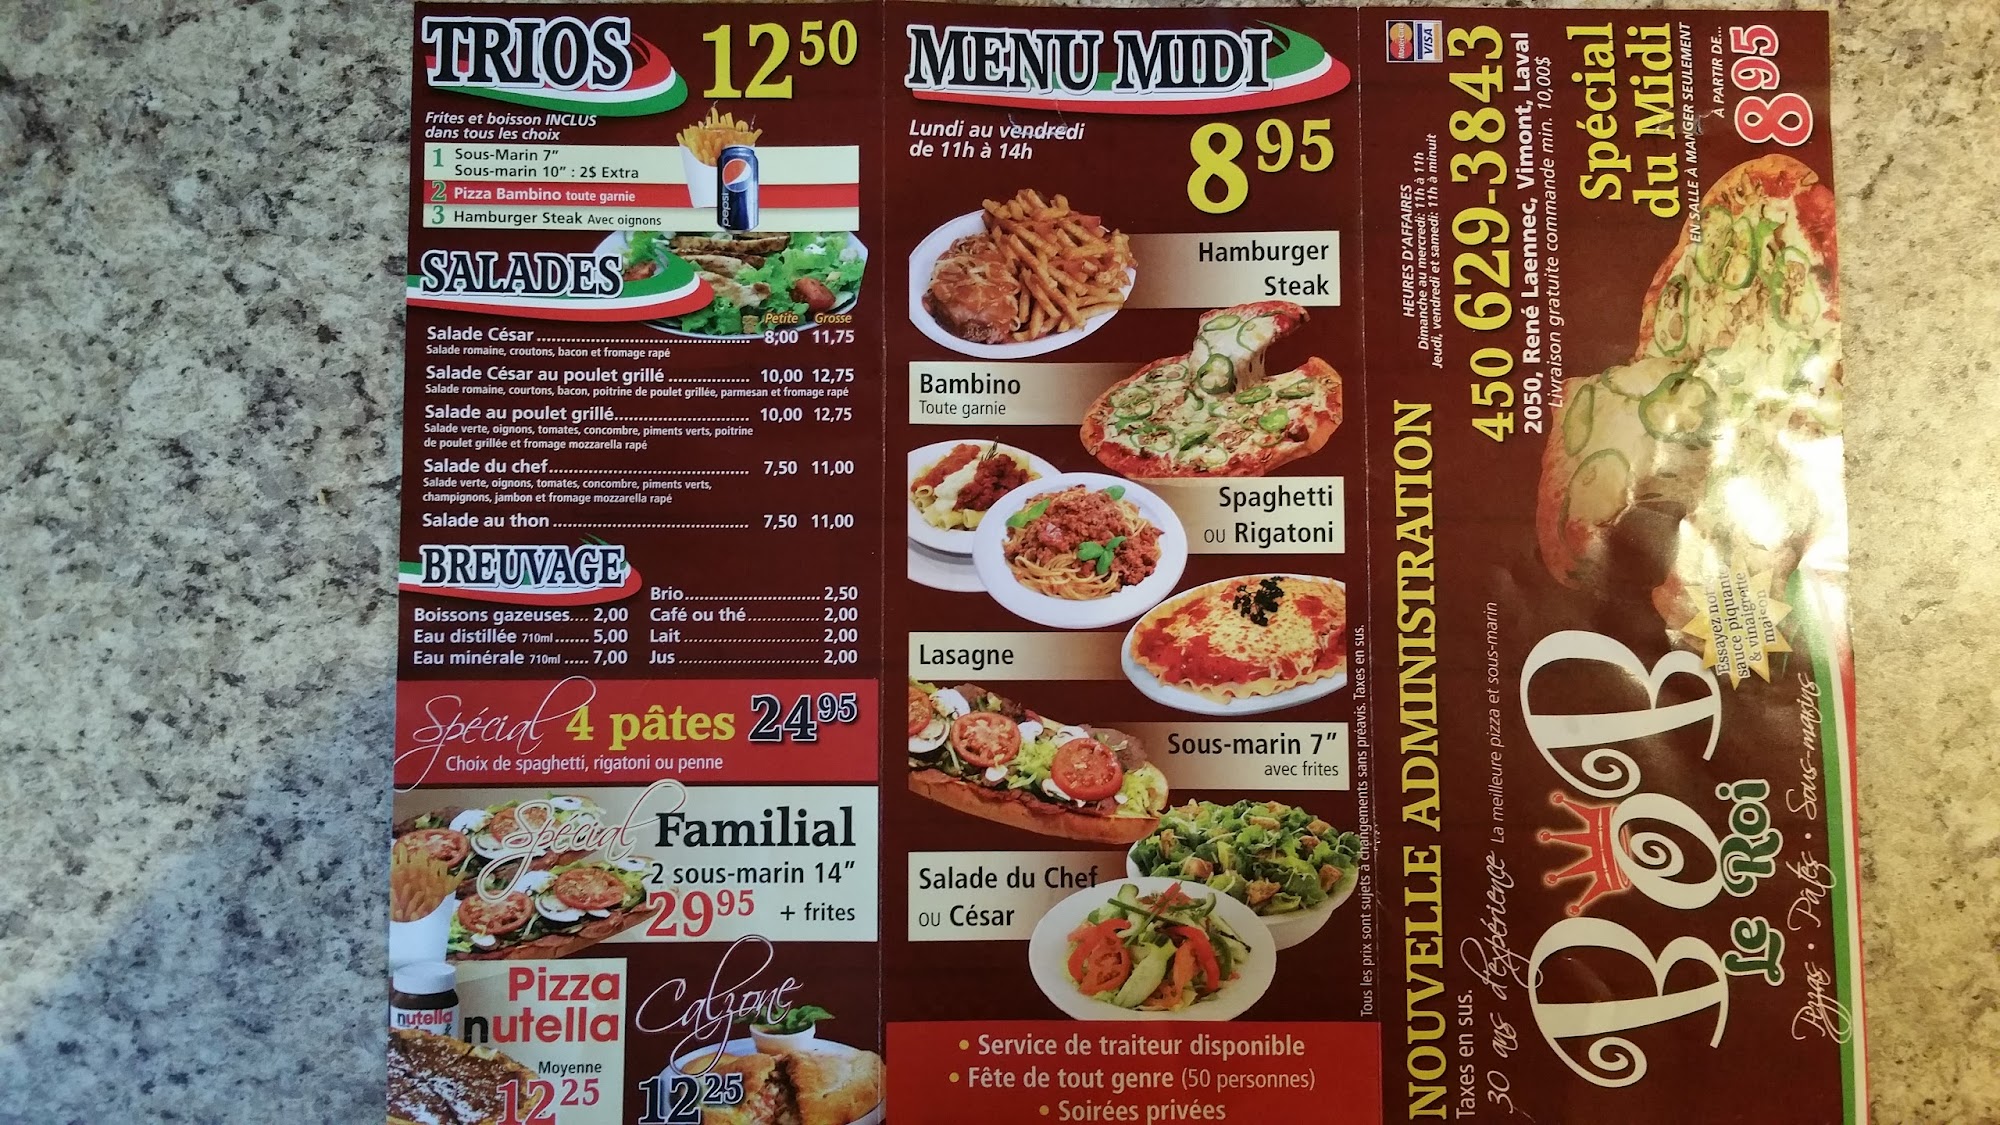 TRIOS 12 50
Frites et boisson INCLUS
dans tous les choix
1 Sous-Marin 7"
Sous-marin 10" : 2$ Extra
2 Pizza Bambino toute garnie
3 Hamburger Steak Avec oignons
pepsi
SALADES
Petite Grosse
Salade César 8;00 11,75
Salade romaine, croutons, bacon et fromage rapé
Salade César au poulet grillé 10,00 12,75
Salade romaine, courtons, bacon, poitrine de poulet grillée, parmesan et fromage rapé
Salade au poulet grillé 10,00 12,75
Salade verte, oignons, tomates, concombre, piments verts, poitrine
de poulet grillée et fromage mozzarella rapé
Salade du chef 7,50 11,00
Salade verte, oignons, tomates, concombre, piments verts,
champignons, jambon et fromage mozzarella rapé
Salade au thon 7,50 11,00
BREUVAGE
Boissons gazeuses.... 2,00
Eau distillée 710ml ....... 5,00
Eau minérale 710ml ..... 7,00
Brio 2,50
Café ou thé 2,00
Lait 2,00
Jus 2,00
Spécial 4 pâtes 24 95
Choix de spaghetti, rigatoni ou penne
Spécial Familial
2 sous-marin 14"
29 95 + frites
Pizza
nutella
nutella
Moyenne
12 25
Calzone
12 25
MENU MIDI
Lundi au vendredi
de 11h à 14h
8 95
Hamburger
Steak
Bambino
Toute garnie
Spaghetti
OU Rigatoni
Lasagne
Sous-marin 7"
avec frites
Salade du Chef
OU César
Tous les prix sont sujets à changements sans préavis. Taxes en sus.
• Service de traiteur disponible
• Fête de tout genre (50 personnes)
• Soirées privées
MasterCard
VISA
HEURES D'AFFAIRES
Dimanche au mercredi: 11h à 1h
Jeudi, vendredi et samedi: 11h à minuit
450 629-3843
2050, René Laennec, Vimont, Laval
Livraison gratuite commande min. 10,00$
Spécial
du Midi
EN SALLE À MANGER SEULEMENT
À PARTIR DE...
8 95
NOUVELLE ADMINISTRATION
Taxes en sus.
30 ans d'expérience La meilleure pizza et sous-marin
BOB
Le Roi
Pizzas • Pates • Sous-marins
Essayez
sauce piquante
& vinaigrette
maison